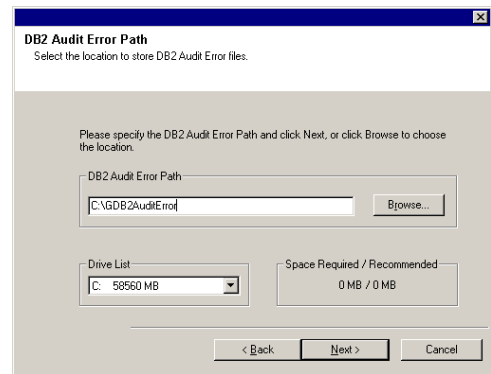 DB2 Audit Error Path
Select the location to store DB2 Audit Error files.
Please specify the DB2 Audit Error Path and click Next, or click Browse to choose
the location.
DB2 Audit Error Path
C:\GDB2AuditError
Browse...
Drive List
Space Required / Recommended
C: 58560 MB
0 MB / 0 MB
< Back
Next >
Cancel